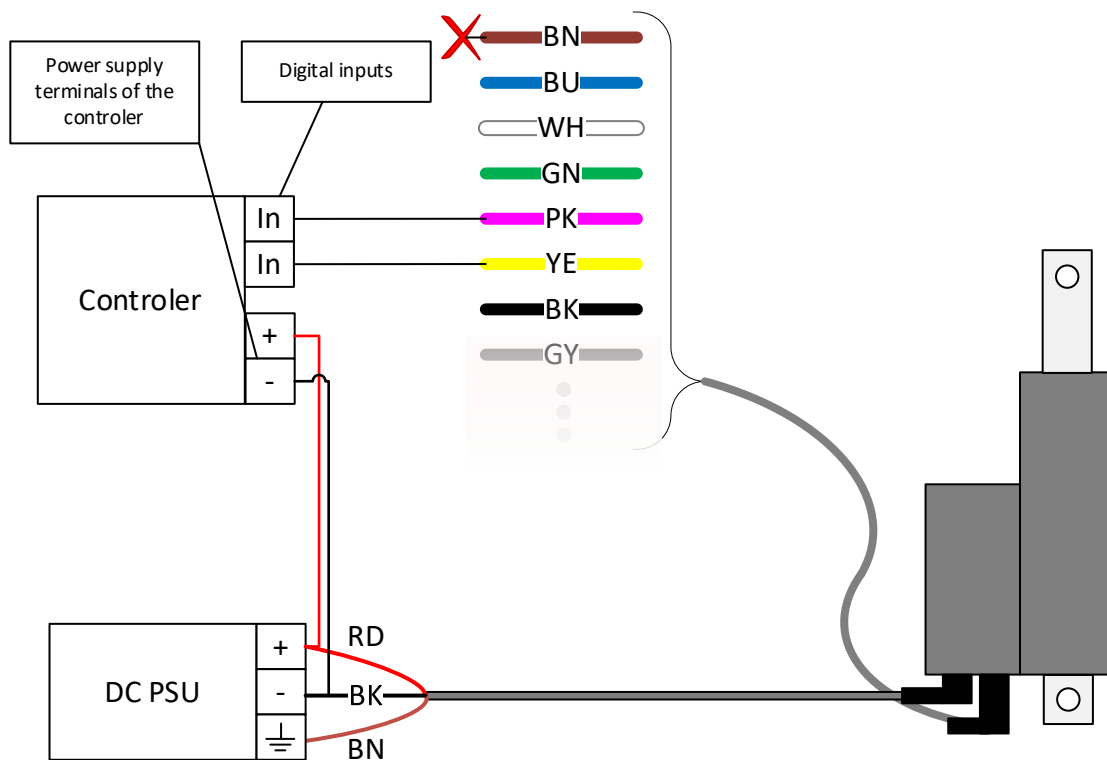 Power supply
terminals of the
controler
Digital inputs
BN
BU
WH
GN
PK
YE
BK
GY
In
In
Controler
+
-
DC PSU
+
-
RD
BK
BN